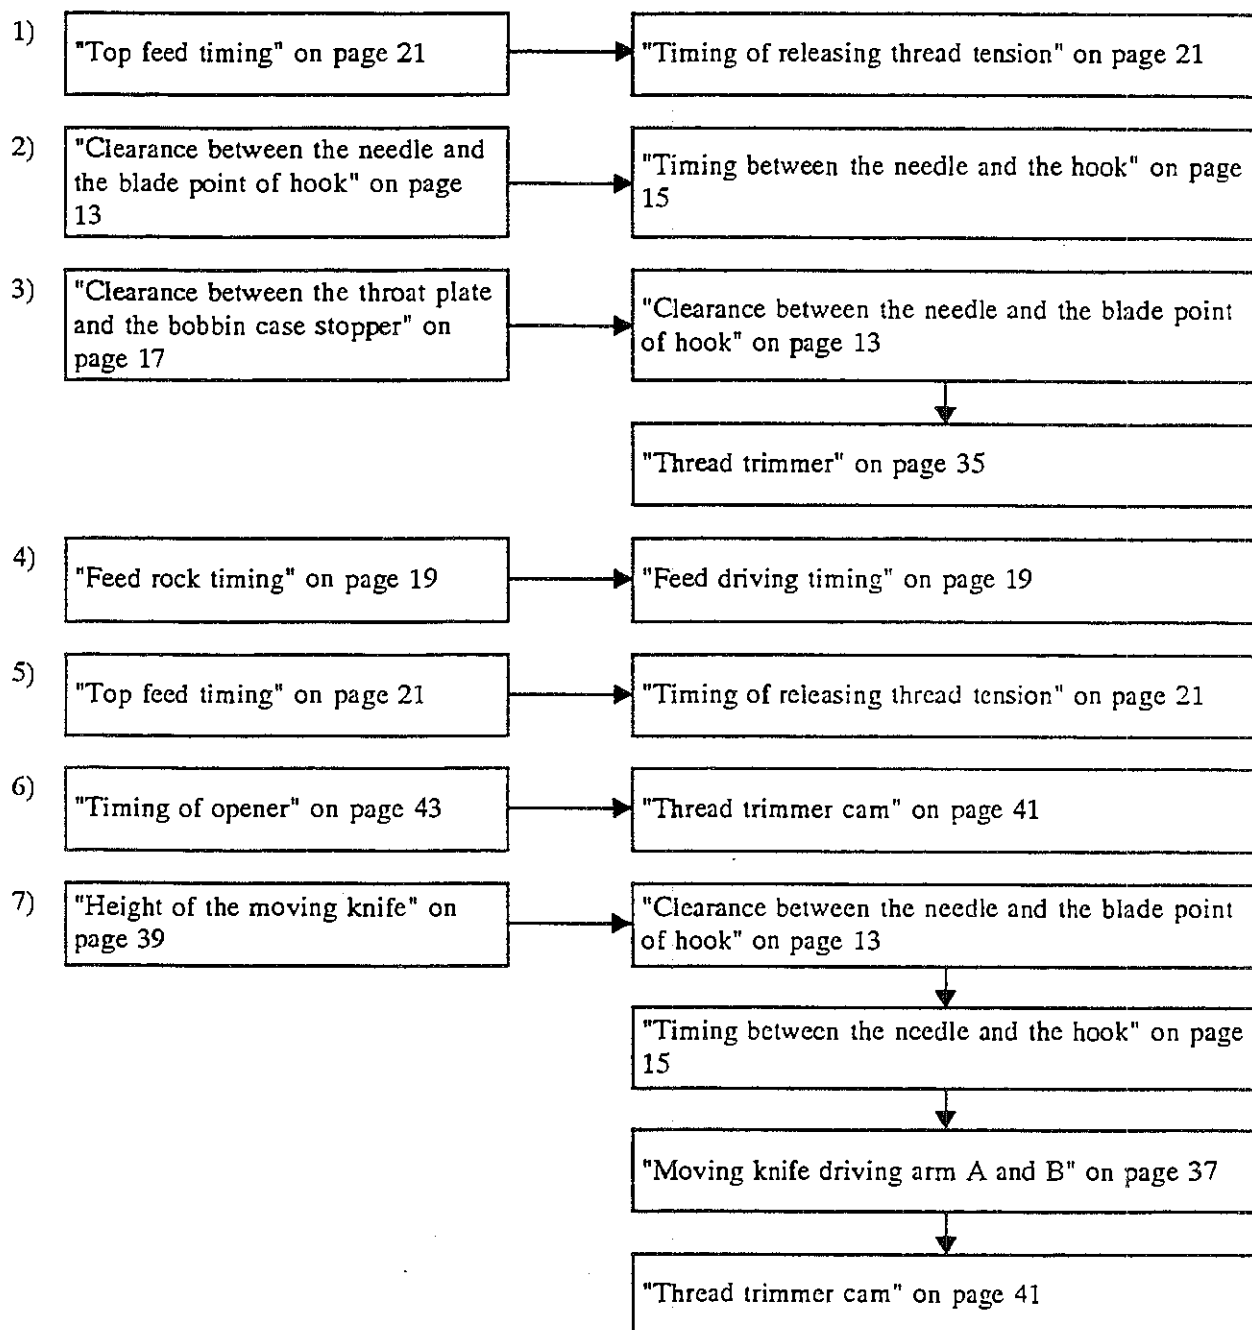 1)
"Top feed timing" on page 21
"Timing of releasing thread tension" on page 21
2)
"Clearance between the needle and
the blade point of hook" on page
13
"Timing between the needle and the hook" on page
15
3)
"Clearance between the throat plate
and the bobbin case stopper" on
page 17
"Clearance between the needle and the blade point
of hook" on page 13
"Thread trimmer" on page 35
4)
"Feed rock timing" on page 19
"Feed driving timing" on page 19
5)
"Top feed timing" on page 21
"Timing of releasing thread tension" on page 21
6)
"Timing of opener" on page 43
"Thread trimmer cam" on page 41
7)
"Height of the moving knife" on
page 39
"Clearance between the needle and the blade point
of hook" on page 13
"Timing between the needle and the hook" on page
15
"Moving knife driving arm A and B" on page 37
"Thread trimmer cam" on page 41